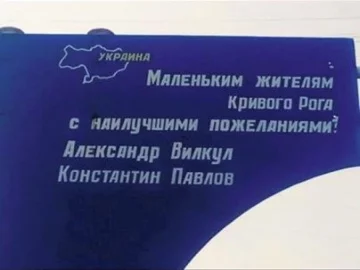 УКРАИНА
Маленьким жителям
Кривого Рога
с наилучшими пожеланиями!
Александр Вилкул
Константин Павлов